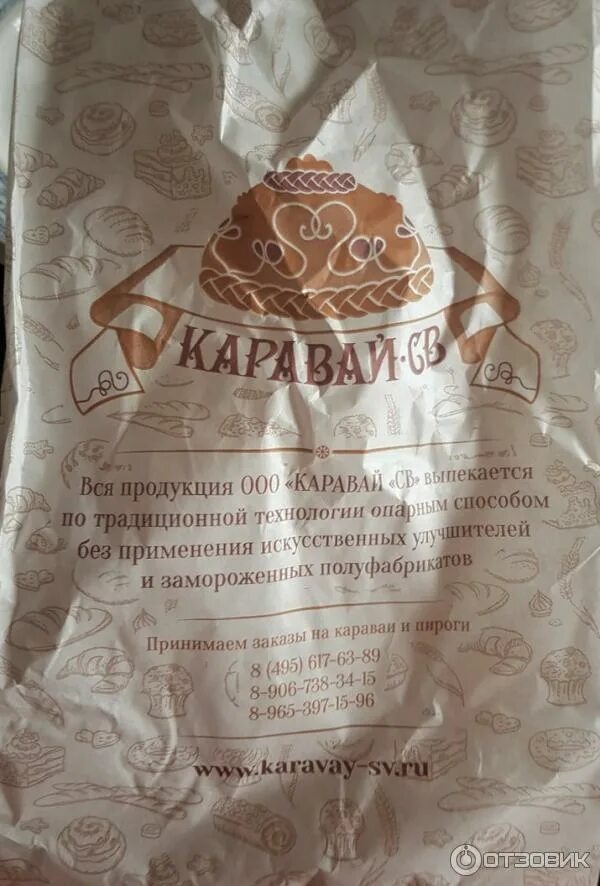 КАРАВАЙ·СВ
Вся продукция ООО «КАРАВАЙ «СВ» выпекается
по традиционной технологии опарным способом
без применения искусственных улучшителей
и замороженных полуфабрикатов
Принимаем заказы на караваи и пироги
8 (495) 617-63-89
8-906-738-34-15
8-965-397-15-96
www.karavay-sv.ru
ОТЗОВИК